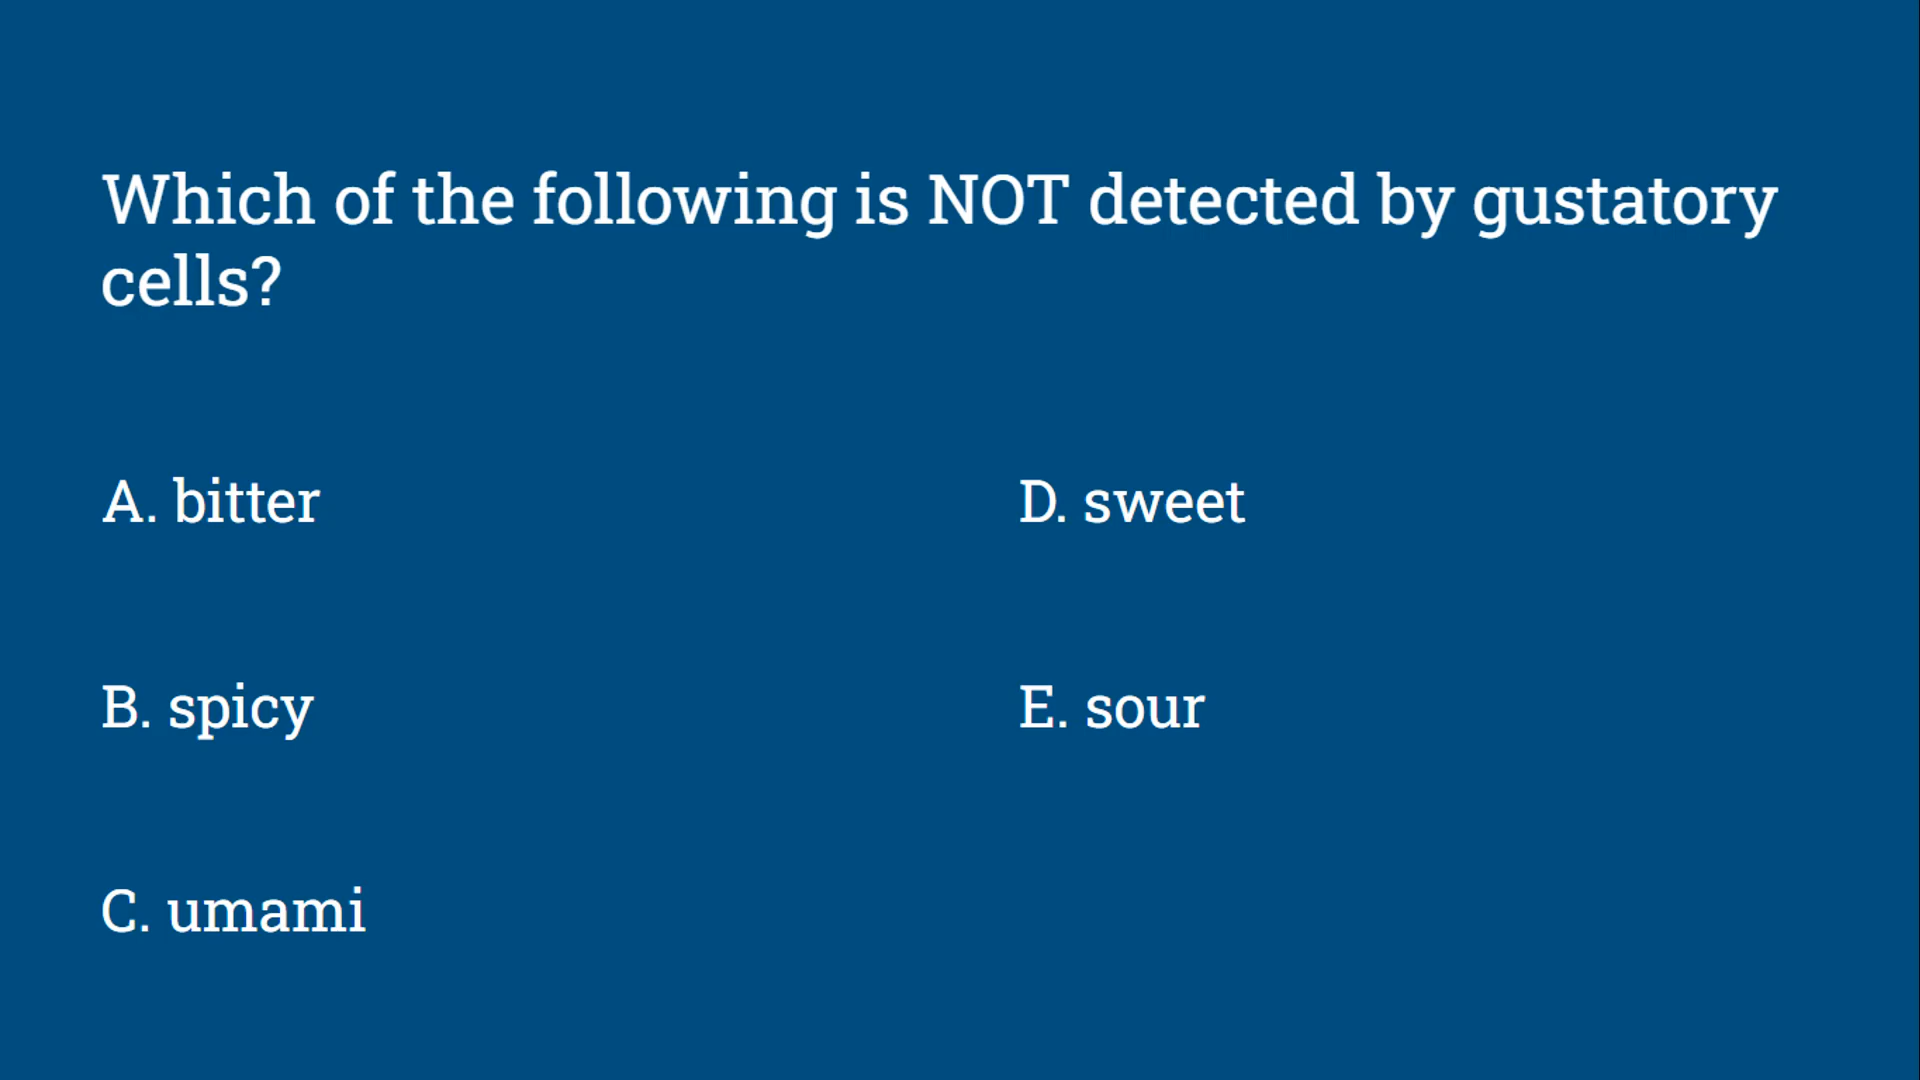 Which of the following is NOT detected by gustatory
cells?
A. bitter
B. spicy
C. umami
D. sweet
E. sour